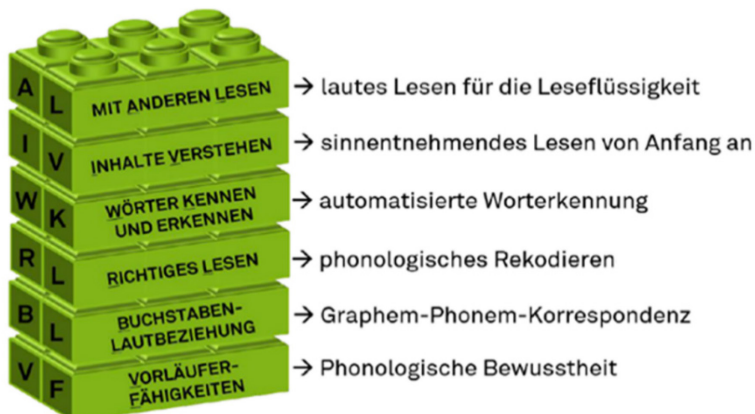 A L MIT ANDEREN LESEN → lautes Lesen für die Leseflüssigkeit
I V INHALTE VERSTEHEN → sinnentnehmendes Lesen von Anfang an
W K WÖRTER KENNEN
UND ERKENNEN → automatisierte Worterkennung
R L RICHTIGES LESEN → phonologisches Rekodieren
B L BUCHSTABEN-
LAUTBEZIEHUNG → Graphem-Phonem-Korrespondenz
V F VORLÄUFER-
FÄHIGKEITEN → Phonologische Bewusstheit